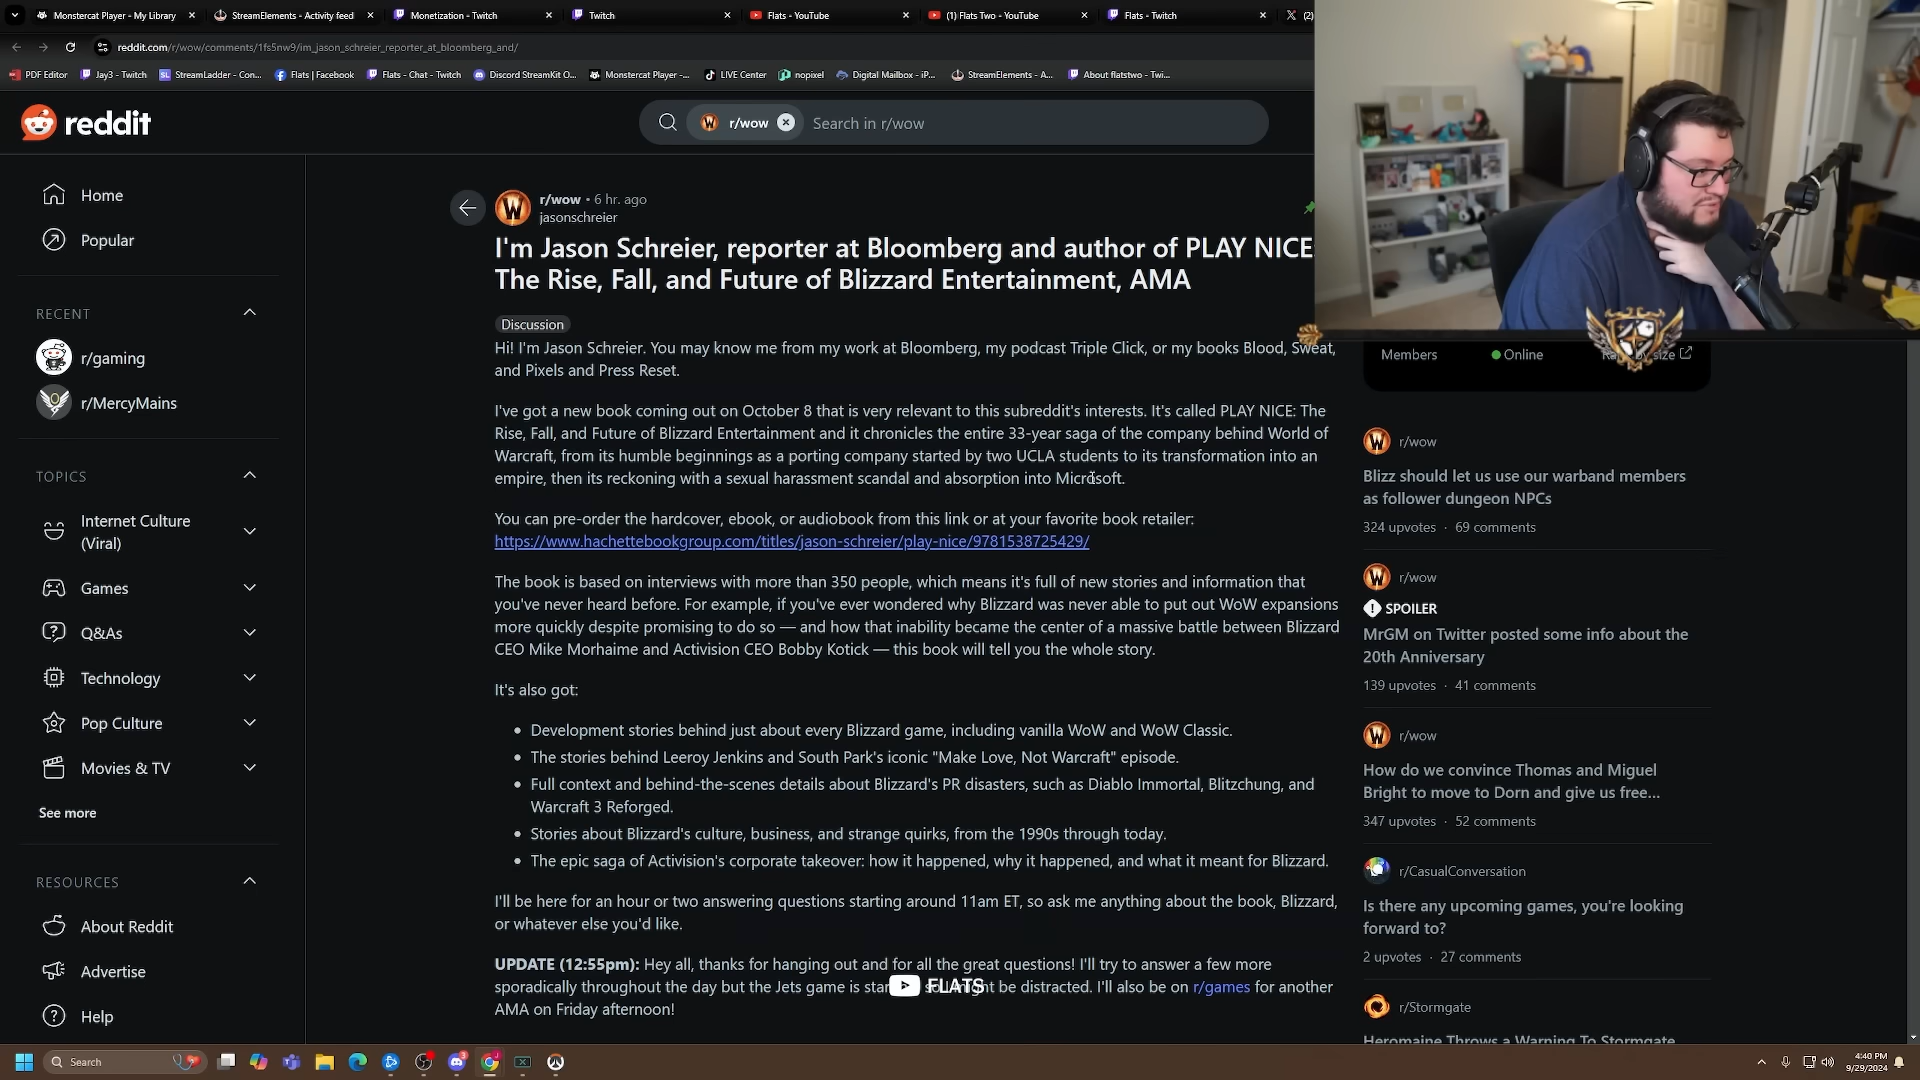 Monstercat Player - My Library
StreamElements - Activity feed
Monetization - Twitch
Twitch
Flats - YouTube
(1) Flats Two - YouTube
Flats - Twitch
(2)
reddit.com/r/wow/comments/1fs5nw9/im_jason_schreier_reporter_at_bloomberg_and/
PDF Editor
Jay3 - Twitch
StreamLadder - Con...
Flats | Facebook
Flats - Chat - Twitch
Discord StreamKit O...
Monstercat Player -...
LIVE Center
nopixel
Digital Mailbox - iP...
StreamElements - A...
About flatstwo - Twi...
reddit
r/wow
Search in r/wow
Home
Popular
RECENT
r/gaming
r/MercyMains
TOPICS
Internet Culture
(Viral)
Games
Q&As
Technology
Pop Culture
Movies & TV
See more
RESOURCES
About Reddit
Advertise
Help
r/wow • 6 hr. ago
jasonschreier
I'm Jason Schreier, reporter at Bloomberg and author of PLAY NICE
The Rise, Fall, and Future of Blizzard Entertainment, AMA
Discussion
Hi! I'm Jason Schreier. You may know me from my work at Bloomberg, my podcast Triple Click, or my books Blood, Sweat,
and Pixels and Press Reset.
I've got a new book coming out on October 8 that is very relevant to this subreddit's interests. It's called PLAY NICE: The
Rise, Fall, and Future of Blizzard Entertainment and it chronicles the entire 33-year saga of the company behind World of
Warcraft, from its humble beginnings as a porting company started by two UCLA students to its transformation into an
empire, then its reckoning with a sexual harassment scandal and absorption into Microsoft.
You can pre-order the hardcover, ebook, or audiobook from this link or at your favorite book retailer:
https://www.hachettebookgroup.com/titles/jason-schreier/play-nice/9781538725429/
The book is based on interviews with more than 350 people, which means it's full of new stories and information that
you've never heard before. For example, if you've ever wondered why Blizzard was never able to put out WoW expansions
more quickly despite promising to do so — and how that inability became the center of a massive battle between Blizzard
CEO Mike Morhaime and Activision CEO Bobby Kotick — this book will tell you the whole story.
It's also got:
• Development stories behind just about every Blizzard game, including vanilla WoW and WoW Classic.
• The stories behind Leeroy Jenkins and South Park's iconic "Make Love, Not Warcraft" episode.
• Full context and behind-the-scenes details about Blizzard's PR disasters, such as Diablo Immortal, Blitzchung, and
Warcraft 3 Reforged.
• Stories about Blizzard's culture, business, and strange quirks, from the 1990s through today.
• The epic saga of Activision's corporate takeover: how it happened, why it happened, and what it meant for Blizzard.
I'll be here for an hour or two answering questions starting around 11am ET, so ask me anything about the book, Blizzard,
or whatever else you'd like.
UPDATE (12:55pm): Hey all, thanks for hanging out and for all the great questions! I'll try to answer a few more
sporadically throughout the day but the Jets game is be distracted. I'll also be on r/games for another
AMA on Friday afternoon!
FLATS
Members
Online
size
r/wow
Blizz should let us use our warband members
as follower dungeon NPCs
324 upvotes · 69 comments
r/wow
SPOILER
MrGM on Twitter posted some info about the
20th Anniversary
139 upvotes · 41 comments
r/wow
How do we convince Thomas and Miguel
Bright to move to Dorn and give us free...
347 upvotes · 52 comments
r/CasualConversation
Is there any upcoming games, you're looking
forward to?
2 upvotes · 27 comments
r/Stormgate
Heromaine Throws a Warning To Stormgate
Search
4:40 PM
9/29/2024